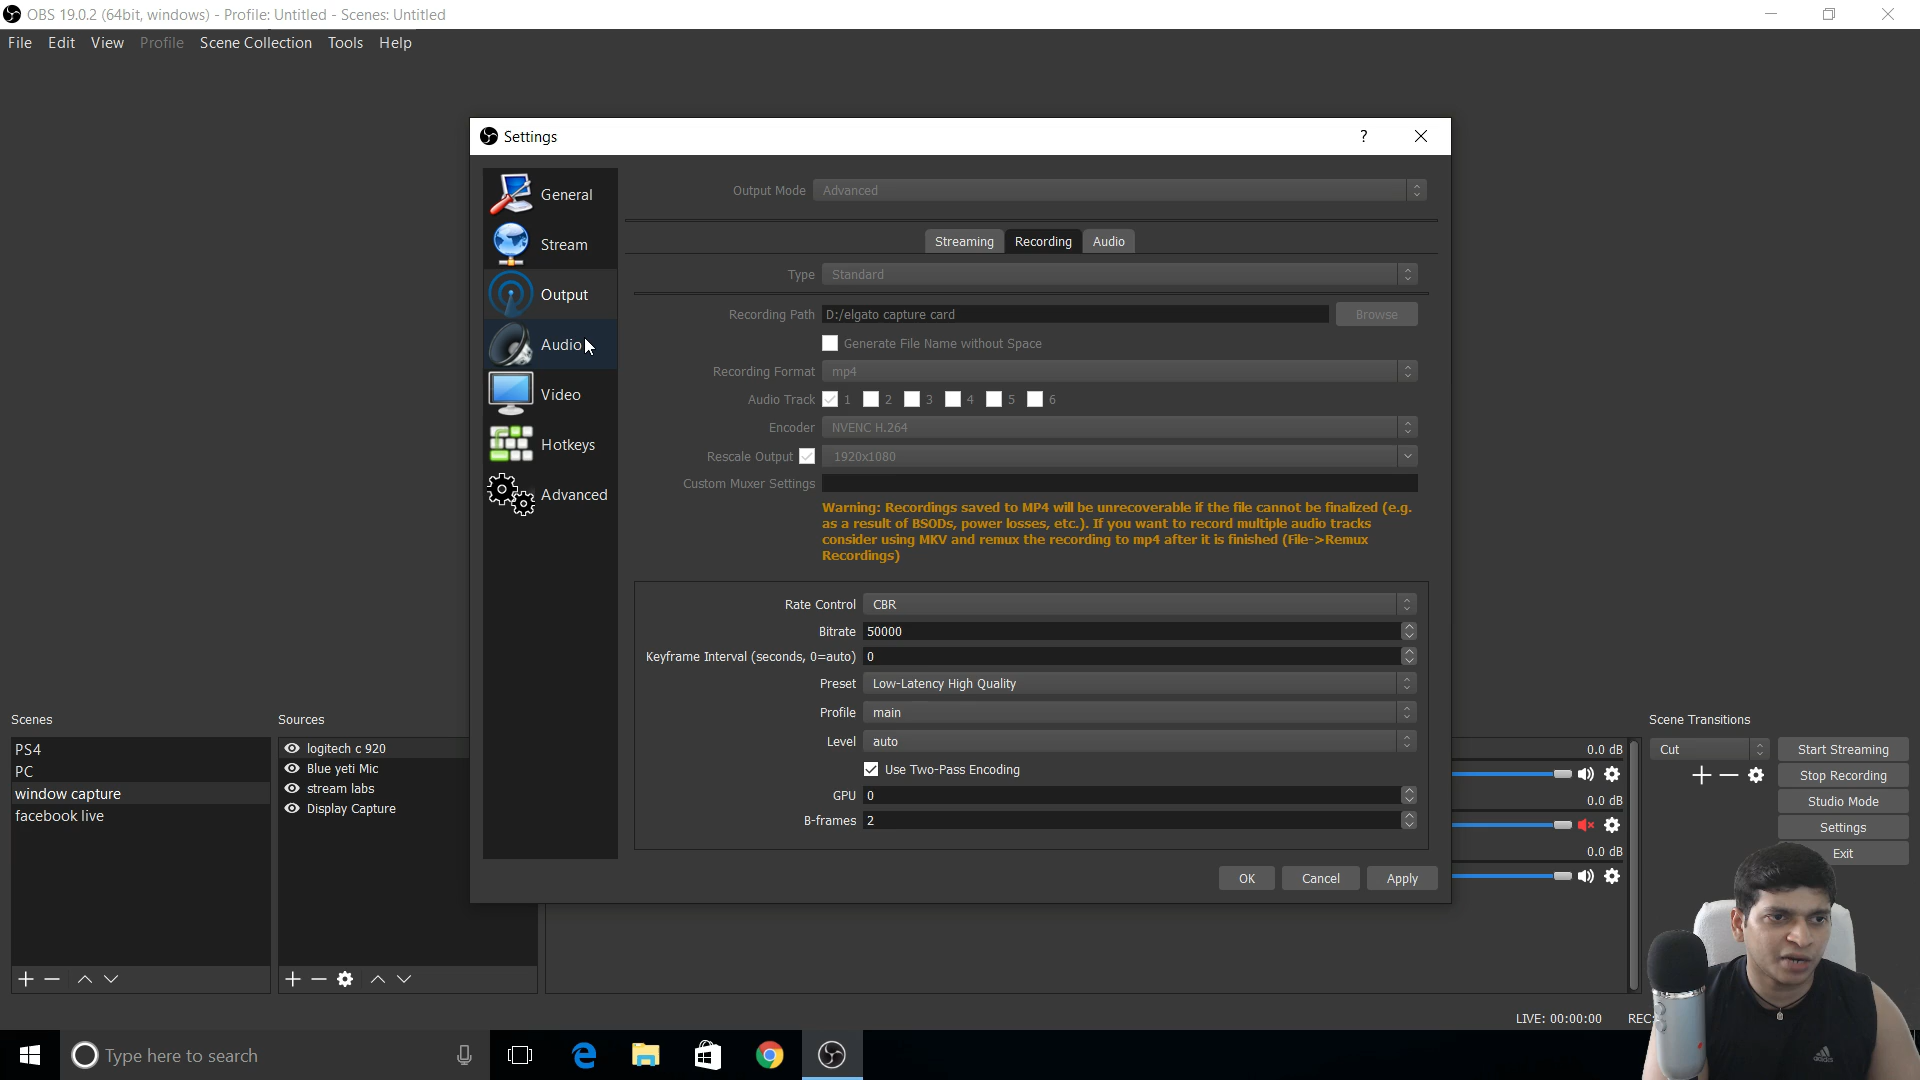 OBS 19.0.2 (64bit, windows) - Profile: Untitled - Scenes: Untitled
File Edit View Profile Scene Collection Tools Help
Settings
?
General
Stream
Output
Audio
Video
Hotkeys
Advanced
Output Mode Advanced
Streaming Recording Audio
Type Standard
Recording Path D:/elgato capture card Browse
Generate File Name without Space
Recording Format mp4
Audio Track 1 2 3 4 5 6
Encoder NVENC H.264
Rescale Output 1920x1080
Custom Muxer Settings
Warning: Recordings saved to MP4 will be unrecoverable if the file cannot be finalized (e.g.
as a result of BSODs, power losses, etc.). If you want to record multiple audio tracks
consider using MKV and remux the recording to mp4 after it is finished (File->Remux
Recordings)
Rate Control CBR
Bitrate 50000
Keyframe Interval (seconds, 0=auto) 0
Preset Low-Latency High Quality
Profile main
Level auto
Use Two-Pass Encoding
GPU 0
B-frames 2
OK Cancel Apply
Scenes
PS4
PC
window capture
facebook live
Sources
logitech c 920
Blue yeti Mic
stream labs
Display Capture
0.0 dB
0.0 dB
0.0 dB
Scene Transitions
Cut
Start Streaming
Stop Recording
Studio Mode
Settings
Exit
LIVE: 00:00:00 REC:
Type here to search